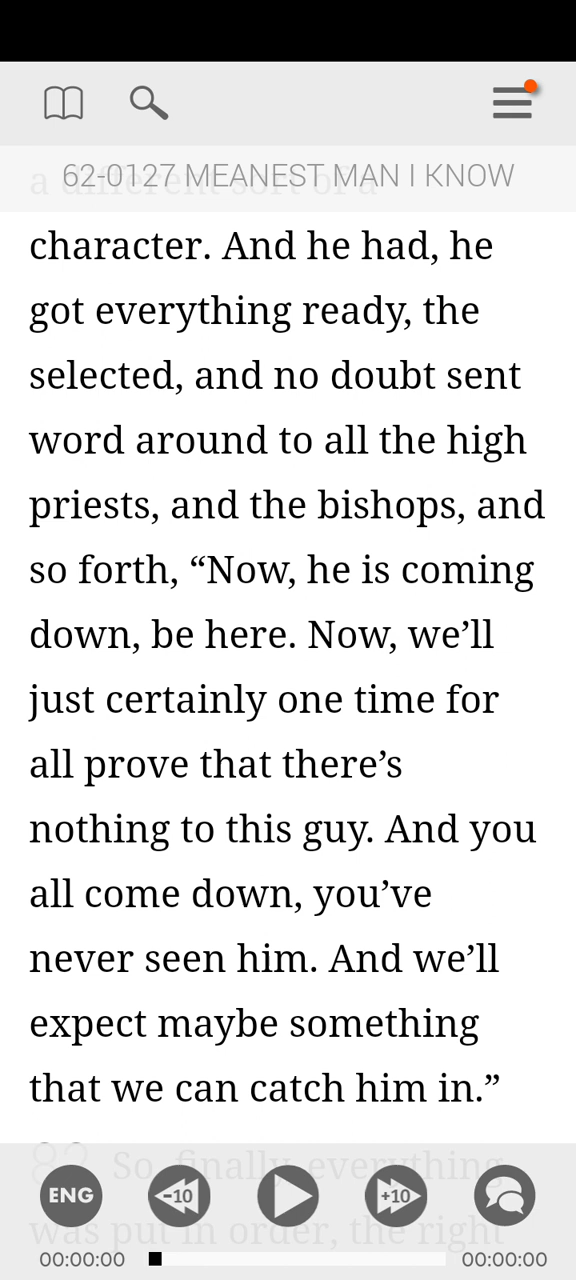 62-0127 MEANEST MAN I KNOW
a different sort of a
character. And he had, he
got everything ready, the
selected, and no doubt sent
word around to all the high
priests, and the bishops, and
so forth, “Now, he is coming
down, be here. Now, we’ll
just certainly one time for
all prove that there’s
nothing to this guy. And you
all come down, you’ve
never seen him. And we’ll
expect maybe something
that we can catch him in.”
82 So, finally, everything
was put in order, the right
ENG
-10
+10
00:00:00
00:00:00